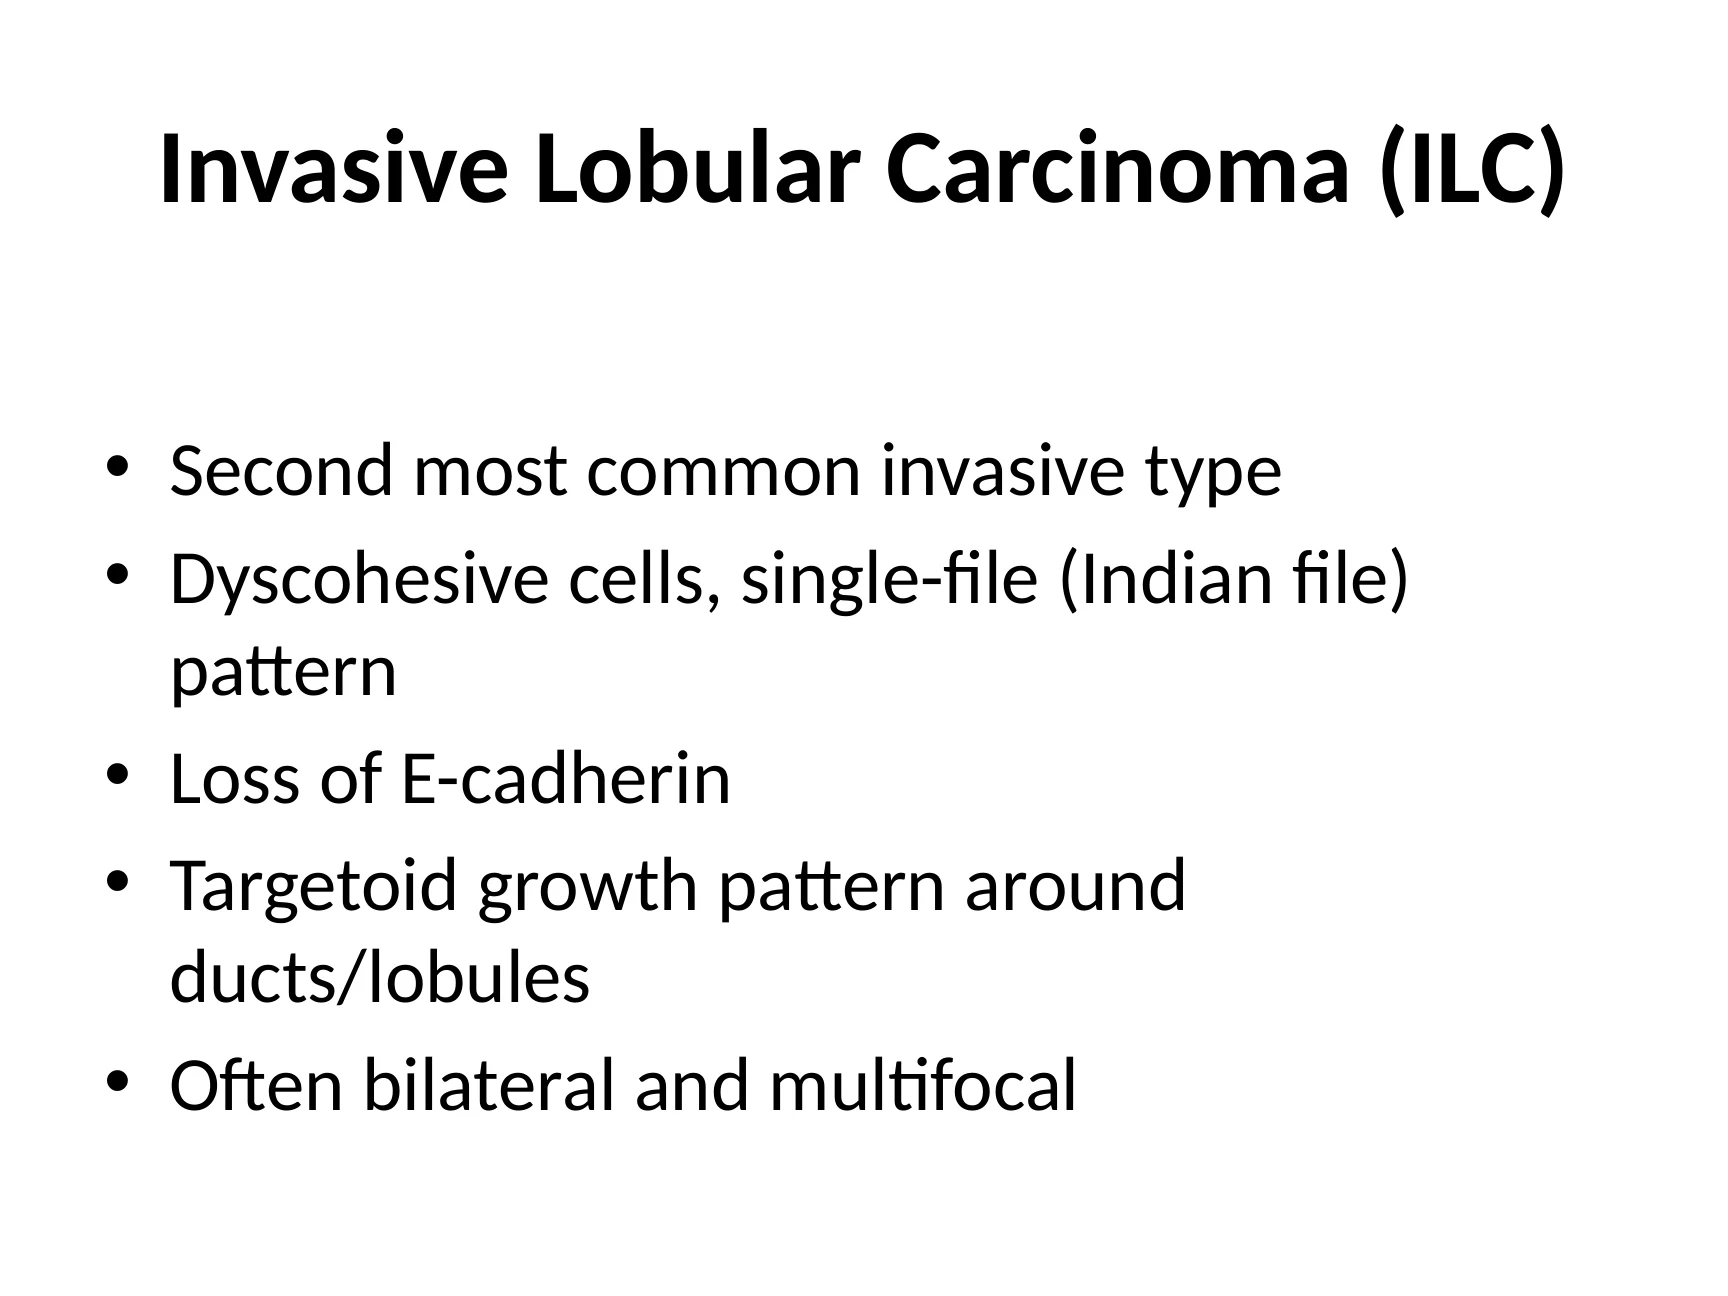 Invasive Lobular Carcinoma (ILC)
• Second most common invasive type
• Dyscohesive cells, single-file (Indian file)
pattern
• Loss of E-cadherin
• Targetoid growth pattern around
ducts/lobules
• Often bilateral and multifocal